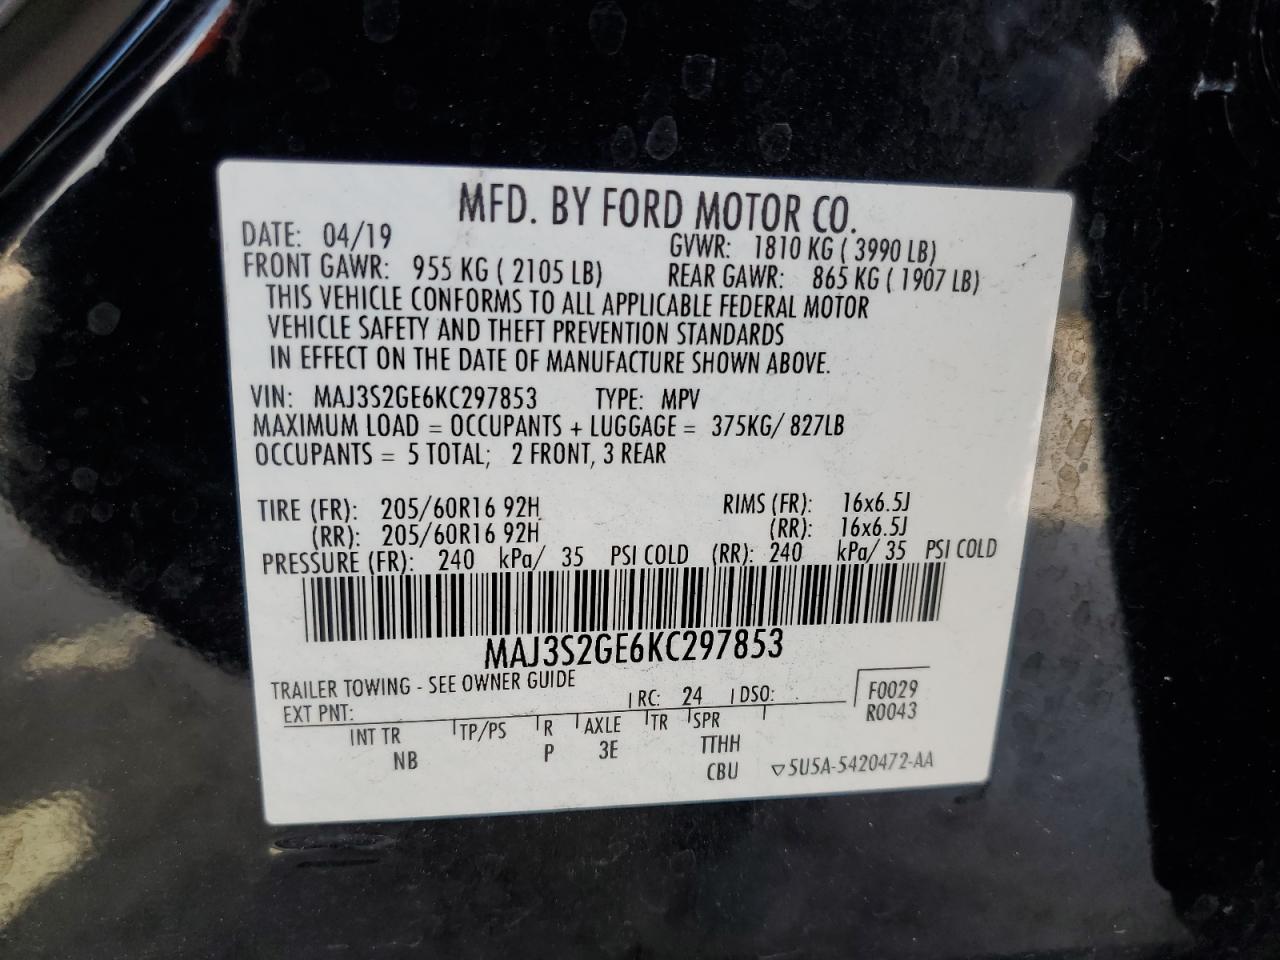 MFD. BY FORD MOTOR CO.
DATE: 04/19 GVWR: 1810 KG ( 3990 LB)
FRONT GAWR: 955 KG ( 2105 LB) REAR GAWR: 865 KG ( 1907 LB)
THIS VEHICLE CONFORMS TO ALL APPLICABLE FEDERAL MOTOR
VEHICLE SAFETY AND THEFT PREVENTION STANDARDS
IN EFFECT ON THE DATE OF MANUFACTURE SHOWN ABOVE.
VIN: MAJ3S2GE6KC297853 TYPE: MPV
MAXIMUM LOAD = OCCUPANTS + LUGGAGE = 375KG/ 827LB
OCCUPANTS = 5 TOTAL; 2 FRONT, 3 REAR
TIRE (FR): 205/60R16 92H RIMS (FR): 16x6.5J
(RR): 205/60R16 92H (RR): 16x6.5J
PRESSURE (FR): 240 kPa/ 35 PSI COLD (RR): 240 kPa/ 35 PSI COLD
MAJ3S2GE6KC297853
TRAILER TOWING - SEE OWNER GUIDE
EXT PNT: RC: 24 DSO: F0029
R0043
INT TR TP/PS R AXLE TR SPR
NB P 3E TTHH
CBU ▽5U5A-5420472-AA